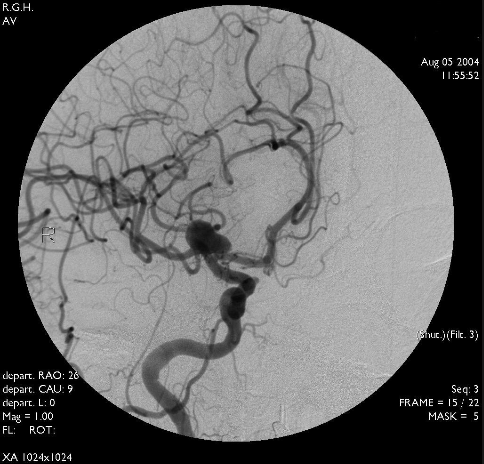 R.G.H.
AV
Aug 05 2004
11:55:52
(Shut.)(Filt. 3)
depart. RAO: 26
depart. CAU: 9
depart. L: 0
Mag = 1.00
FL: ROT:
Seq: 3
FRAME = 15 / 22
MASK = 5
XA 1024x1024